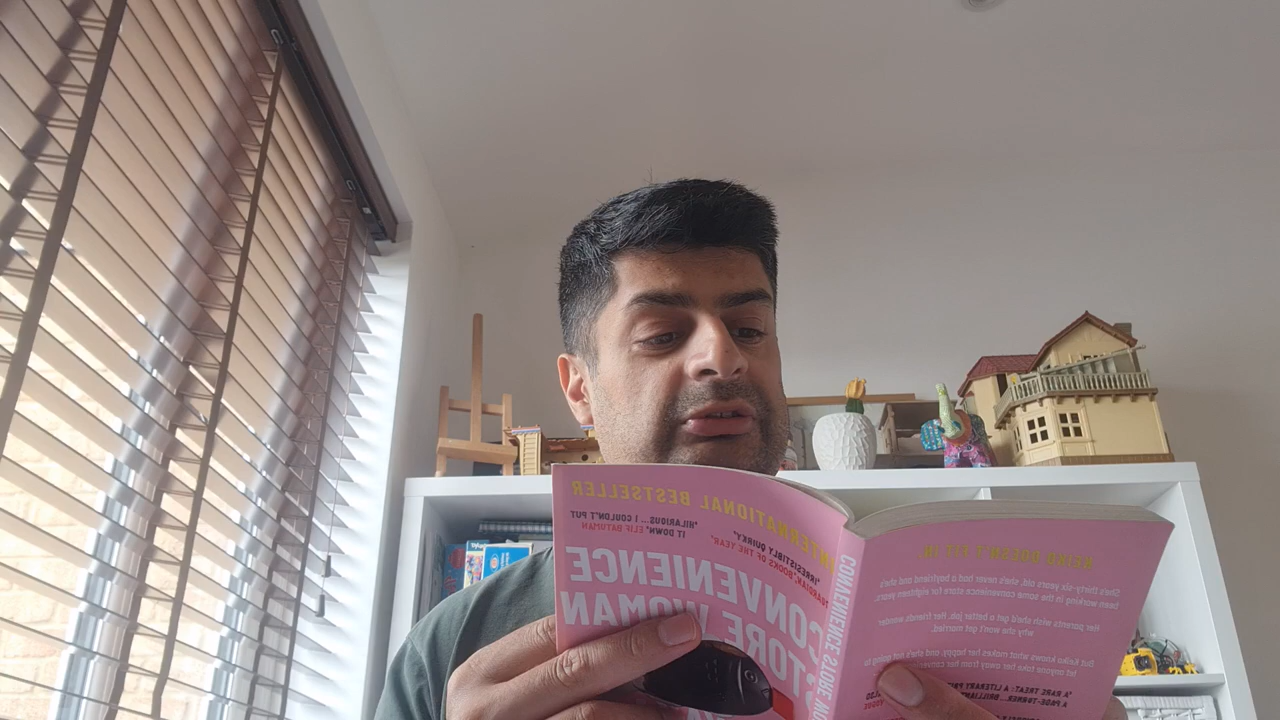 INTERNATIONAL BESTSELLER
"HILARIOUS ... I COULDN'T PUT
IT DOWN" ELIF BATUMAN
"IRRESISTIBLY QUIRKY"
GUARDIAN, "BOOKS OF THE YEAR"
CONVENIENCE
STORE WOMAN
CONVENIENCE STORE WO
KEIKO DOESN'T FIT IN.
She's thirty-six years old, she's never had a boyfriend and she's
been working in the same convenience store for eighteen years.
Her parents wish she'd get a better job. Her friends wonder
why she won't get married.
But Keiko knows what makes her happy, and she's not going to
let anyone take her away from her convenience
"A RARE TREAT: A LITERARY
A PAGE-TURNER... BRILLIAN